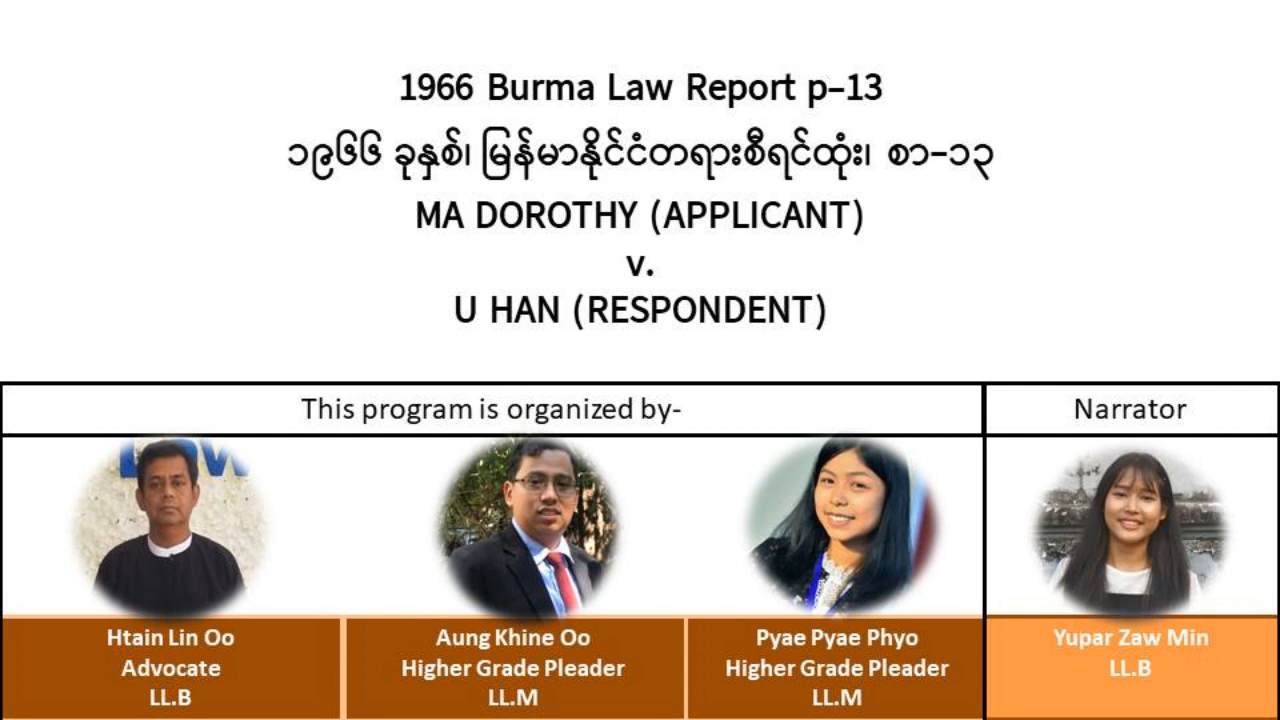 1966 Burma Law Report p-13
၁၉၆၆ ခုနှစ်၊ မြန်မာနိုင်ငံတရားစီရင်ထုံး၊ စာ-၁၃
MA DOROTHY (APPLICANT)
v.
U HAN (RESPONDENT)
This program is organized by-
Narrator
Htain Lin Oo
Advocate
LL.B
Aung Khine Oo
Higher Grade Pleader
LL.M
Pyae Pyae Phyo
Higher Grade Pleader
LL.M
Yupar Zaw Min
LL.B